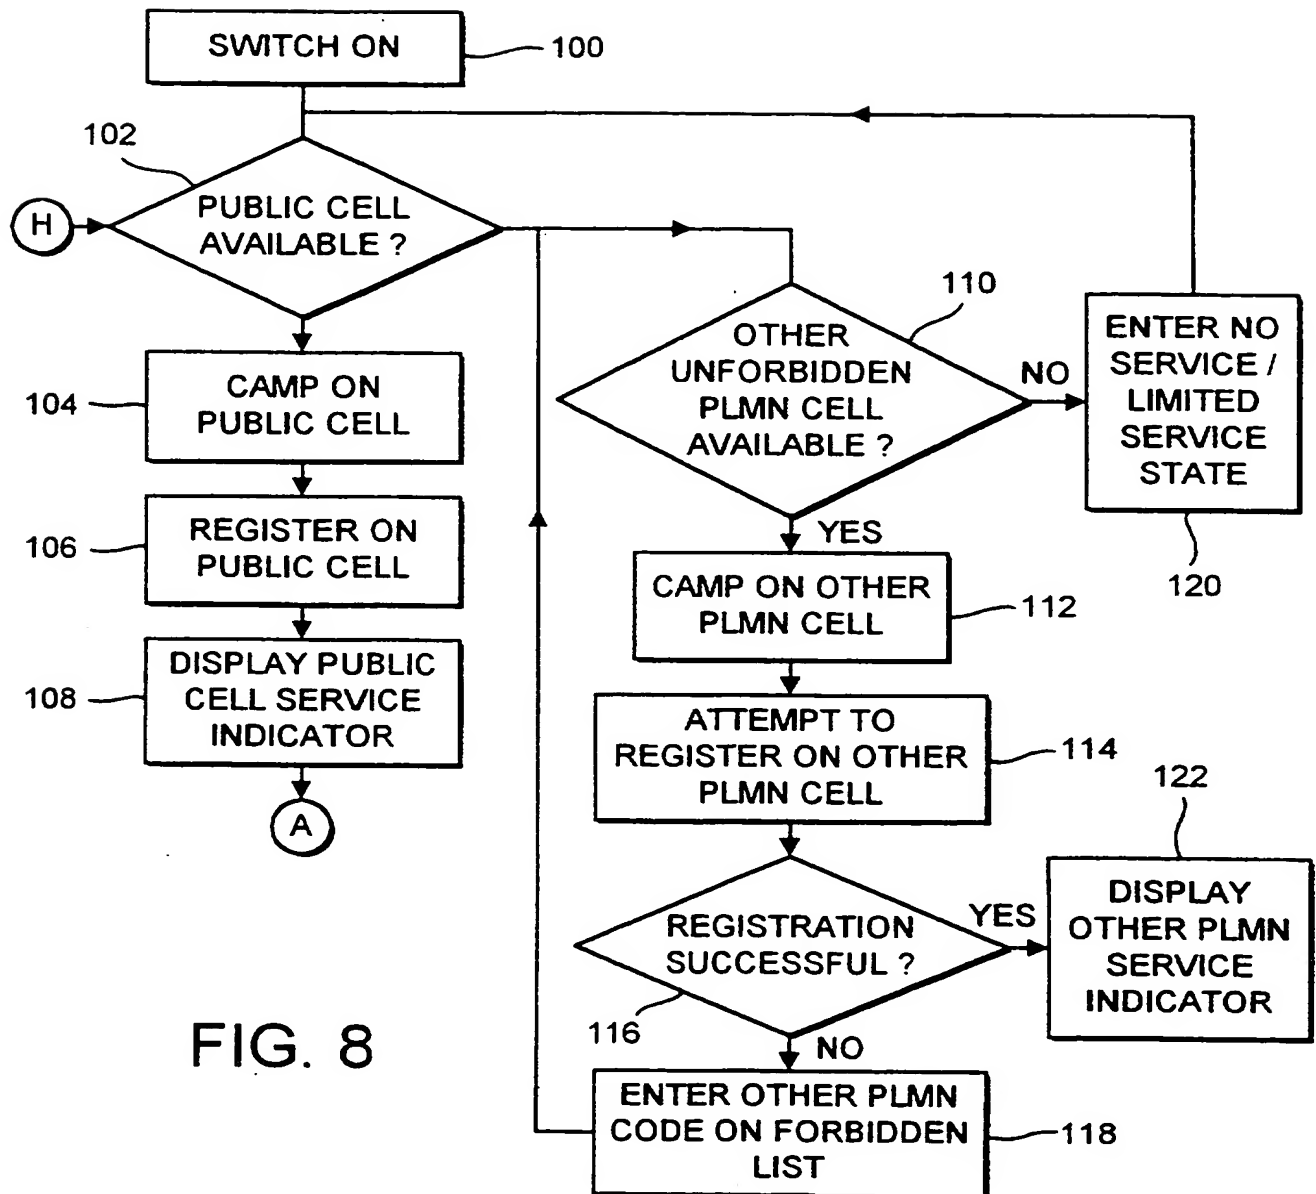 SWITCH ON
100
102
H
PUBLIC CELL
AVAILABLE ?
104
CAMP ON
PUBLIC CELL
106
REGISTER ON
PUBLIC CELL
108
DISPLAY PUBLIC
CELL SERVICE
INDICATOR
A
110
OTHER
UNFORBIDDEN
PLMN CELL
AVAILABLE ?
NO
ENTER NO
SERVICE /
LIMITED
SERVICE
STATE
120
YES
CAMP ON OTHER
PLMN CELL
112
ATTEMPT TO
REGISTER ON OTHER
PLMN CELL
114
REGISTRATION
SUCCESSFUL ?
116
YES
122
DISPLAY
OTHER PLMN
SERVICE
INDICATOR
NO
ENTER OTHER PLMN
CODE ON FORBIDDEN
LIST
118
FIG. 8